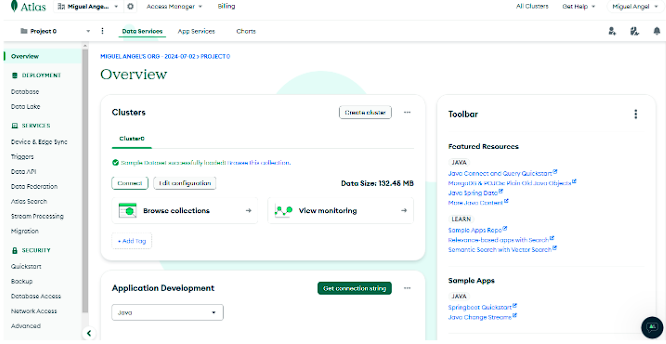 Atlas
Miguel Ange...
Access Manager
Billing
All Clusters
Get Help
Miguel Angel
Project 0
Data Services
App Services
Charts
Overview
DEPLOYMENT
Database
Data Lake
SERVICES
Device & Edge Sync
Triggers
Data API
Data Federation
Atlas Search
Stream Processing
Migration
SECURITY
Quickstart
Backup
Database Access
Network Access
Advanced
MIGUEL ANGEL'S ORG - 2024-07-02 > PROJECT 0
Overview
Clusters
Create cluster
Cluster0
Sample Dataset successfully loaded! Browse this collection.
Connect
Edit configuration
Data Size: 132.46 MB
Browse collections
View monitoring
+ Add Tag
Application Development
Get connection string
Java
Toolbar
Featured Resources
JAVA
Java Connect and Query Quickstart
MongoDB & POJOs: Plain Old Java Objects
Java Spring Data
More Java Content
LEARN
Sample Apps Repo
Relevance-based apps with Search
Semantic Search with Vector Search
Sample Apps
JAVA
Springboot Quickstart
Java Change Streams